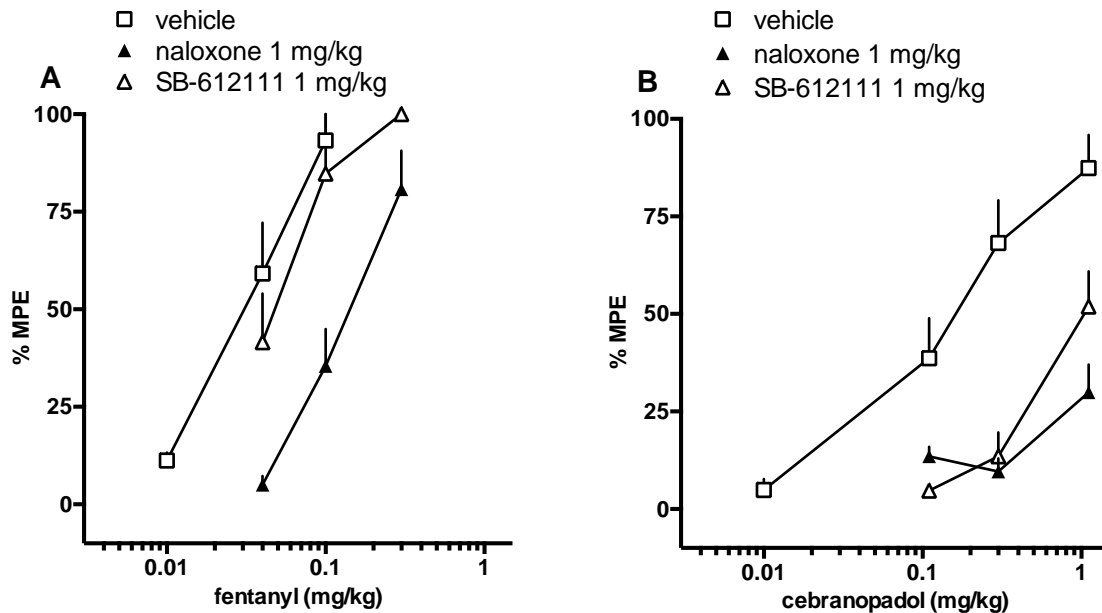 vehicle
naloxone 1 mg/kg
SB-612111 1 mg/kg
A
100
75
50
25
0
% MPE
0.01
0.1
1
fentanyl (mg/kg)
vehicle
naloxone 1 mg/kg
SB-612111 1 mg/kg
B
100
75
50
25
0
% MPE
0.01
0.1
1
cebranopadol (mg/kg)